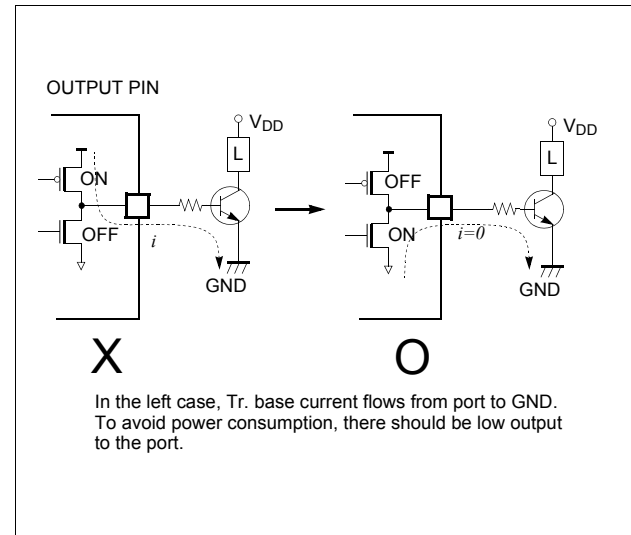 OUTPUT PIN
VDD
L
ON
OFF
i
GND
X
VDD
L
OFF
ON
i=0
GND
O
In the left case, Tr. base current flows from port to GND.
To avoid power consumption, there should be low output
to the port.